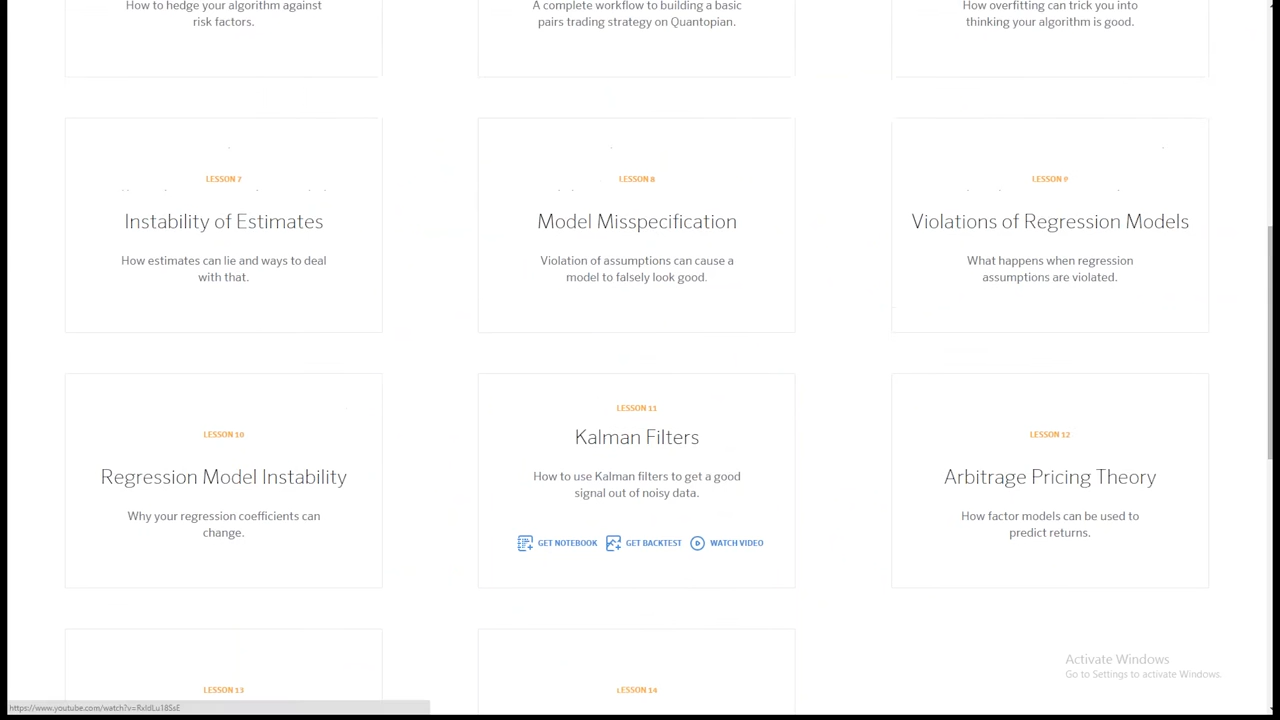 How to hedge your algorithm against
risk factors.
A complete workflow to building a basic
pairs trading strategy on Quantopian.
How overfitting can trick you into
thinking your algorithm is good.
LESSON 7
Instability of Estimates
How estimates can lie and ways to deal
with that.
LESSON 8
Model Misspecification
Violation of assumptions can cause a
model to falsely look good.
LESSON 9
Violations of Regression Models
What happens when regression
assumptions are violated.
LESSON 10
Regression Model Instability
Why your regression coefficients can
change.
LESSON 11
Kalman Filters
How to use Kalman filters to get a good
signal out of noisy data.
GET NOTEBOOK GET BACKTEST WATCH VIDEO
LESSON 12
Arbitrage Pricing Theory
How factor models can be used to
predict returns.
LESSON 13
LESSON 14
Activate Windows
Go to Settings to activate Windows.